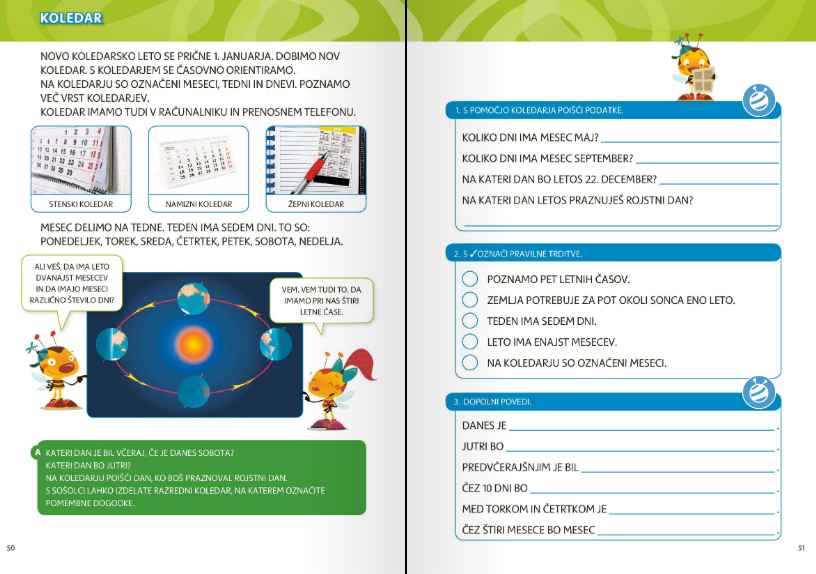 KOLEDAR
NOVO KOLEDARSKO LETO SE PRIČNE 1. JANUARJA. DOBIMO NOV
KOLEDAR. S KOLEDARJEM SE ČASOVNO ORIENTIRAMO.
NA KOLEDARJU SO OZNAČENI MESECI, TEDNI IN DNEVI. POZNAMO
VEČ VRST KOLEDARJEV.
KOLEDAR IMAMO TUDI V RAČUNALNIKU IN PRENOSNEM TELEFONU.
STENSKI KOLEDAR
NAMIZNI KOLEDAR
ŽEPNI KOLEDAR
MESEC DELIMO NA TEDNE. TEDEN IMA SEDEM DNI. TO SO:
PONEDELJEK, TOREK, SREDA, ČETRTEK, PETEK, SOBOTA, NEDELJA.
ALI VEŠ, DA IMA LETO
DVANAJST MESECEV
IN DA IMAJO MESECI
RAZLIČNO ŠTEVILO DNI?
VEM. VEM TUDI TO, DA
IMAMO PRI NAS ŠTIRI
LETNE ČASE.
A KATERI DAN JE BIL VČERAJ, ČE JE DANES SOBOTA?
KATERI DAN BO JUTRI?
NA KOLEDARJU POIŠČI DAN, KO BOŠ PRAZNOVAL ROJSTNI DAN.
S SOŠOLCI LAHKO IZDELATE RAZREDNI KOLEDAR, NA KATEREM OZNAČITE
POMEMBNE DOGODKE.
50
1. S POMOČJO KOLEDARJA POIŠČI PODATKE.
KOLIKO DNI IMA MESEC MAJ?
KOLIKO DNI IMA MESEC SEPTEMBER?
NA KATERI DAN BO LETOS 22. DECEMBER?
NA KATERI DAN LETOS PRAZNUJEŠ ROJSTNI DAN?
2. S ✓ OZNAČI PRAVILNE TRDITVE.
POZNAMO PET LETNIH ČASOV.
ZEMLJA POTREBUJE ZA POT OKOLI SONCA ENO LETO.
TEDEN IMA SEDEM DNI.
LETO IMA ENAJST MESECEV.
NA KOLEDARJU SO OZNAČENI MESECI.
3. DOPOLNI POVEDI.
DANES JE .
JUTRI BO .
PREDVČERAJŠNJIM JE BIL .
ČEZ 10 DNI BO .
MED TORKOM IN ČETRTKOM JE .
ČEZ ŠTIRI MESECE BO MESEC .
51